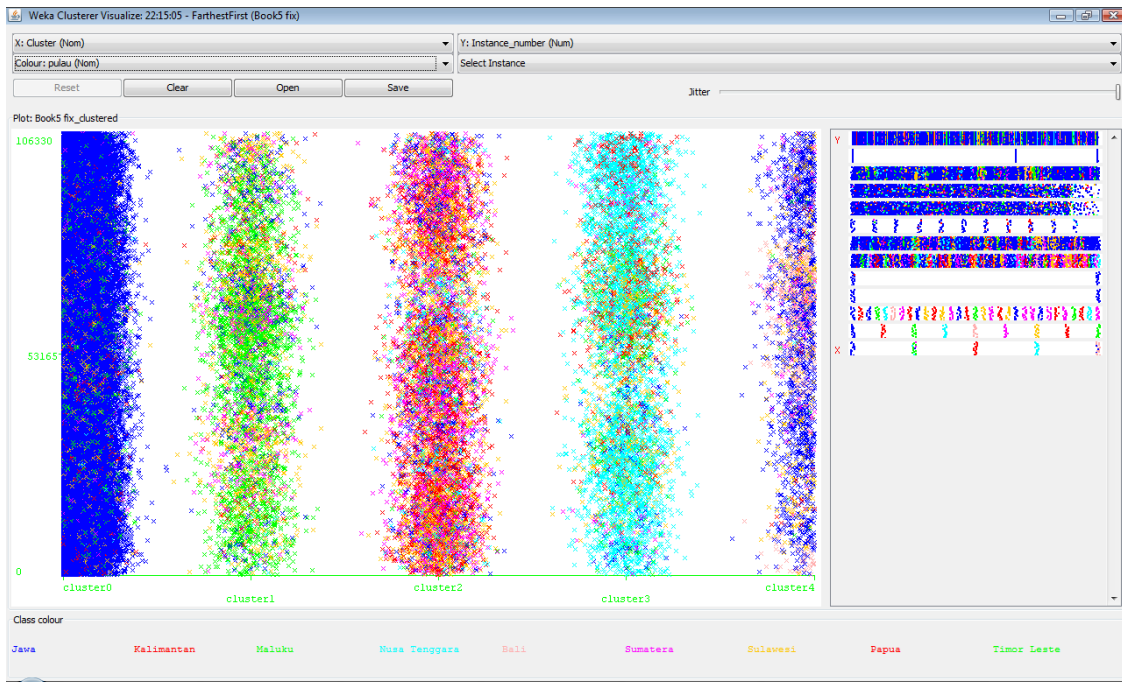 Weka Clusterer Visualize: 22:15:05 - FarthestFirst (Book5 fix)
X: Cluster (Nom) Y: Instance_number (Num)
Colour: pulau (Nom) Select Instance
Reset Clear Open Save Jitter
Plot: Book5 fix_clustered
106330
Y
53165
X
0
cluster0 cluster2 cluster4
cluster1 cluster3
Class colour
Jawa Kalimantan Maluku Nusa Tenggara Bali Sumatera Sulawesi Papua Timor Leste